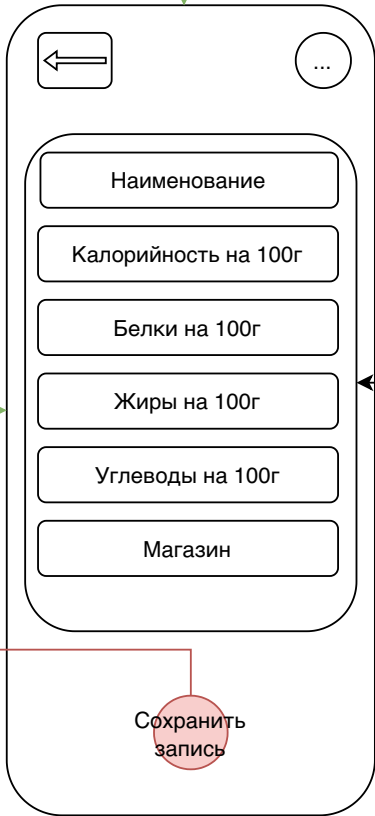 ...
Наименование
Калорийность на 100г
Белки на 100г
Жиры на 100г
Углеводы на 100г
Магазин
Сохранить
запись